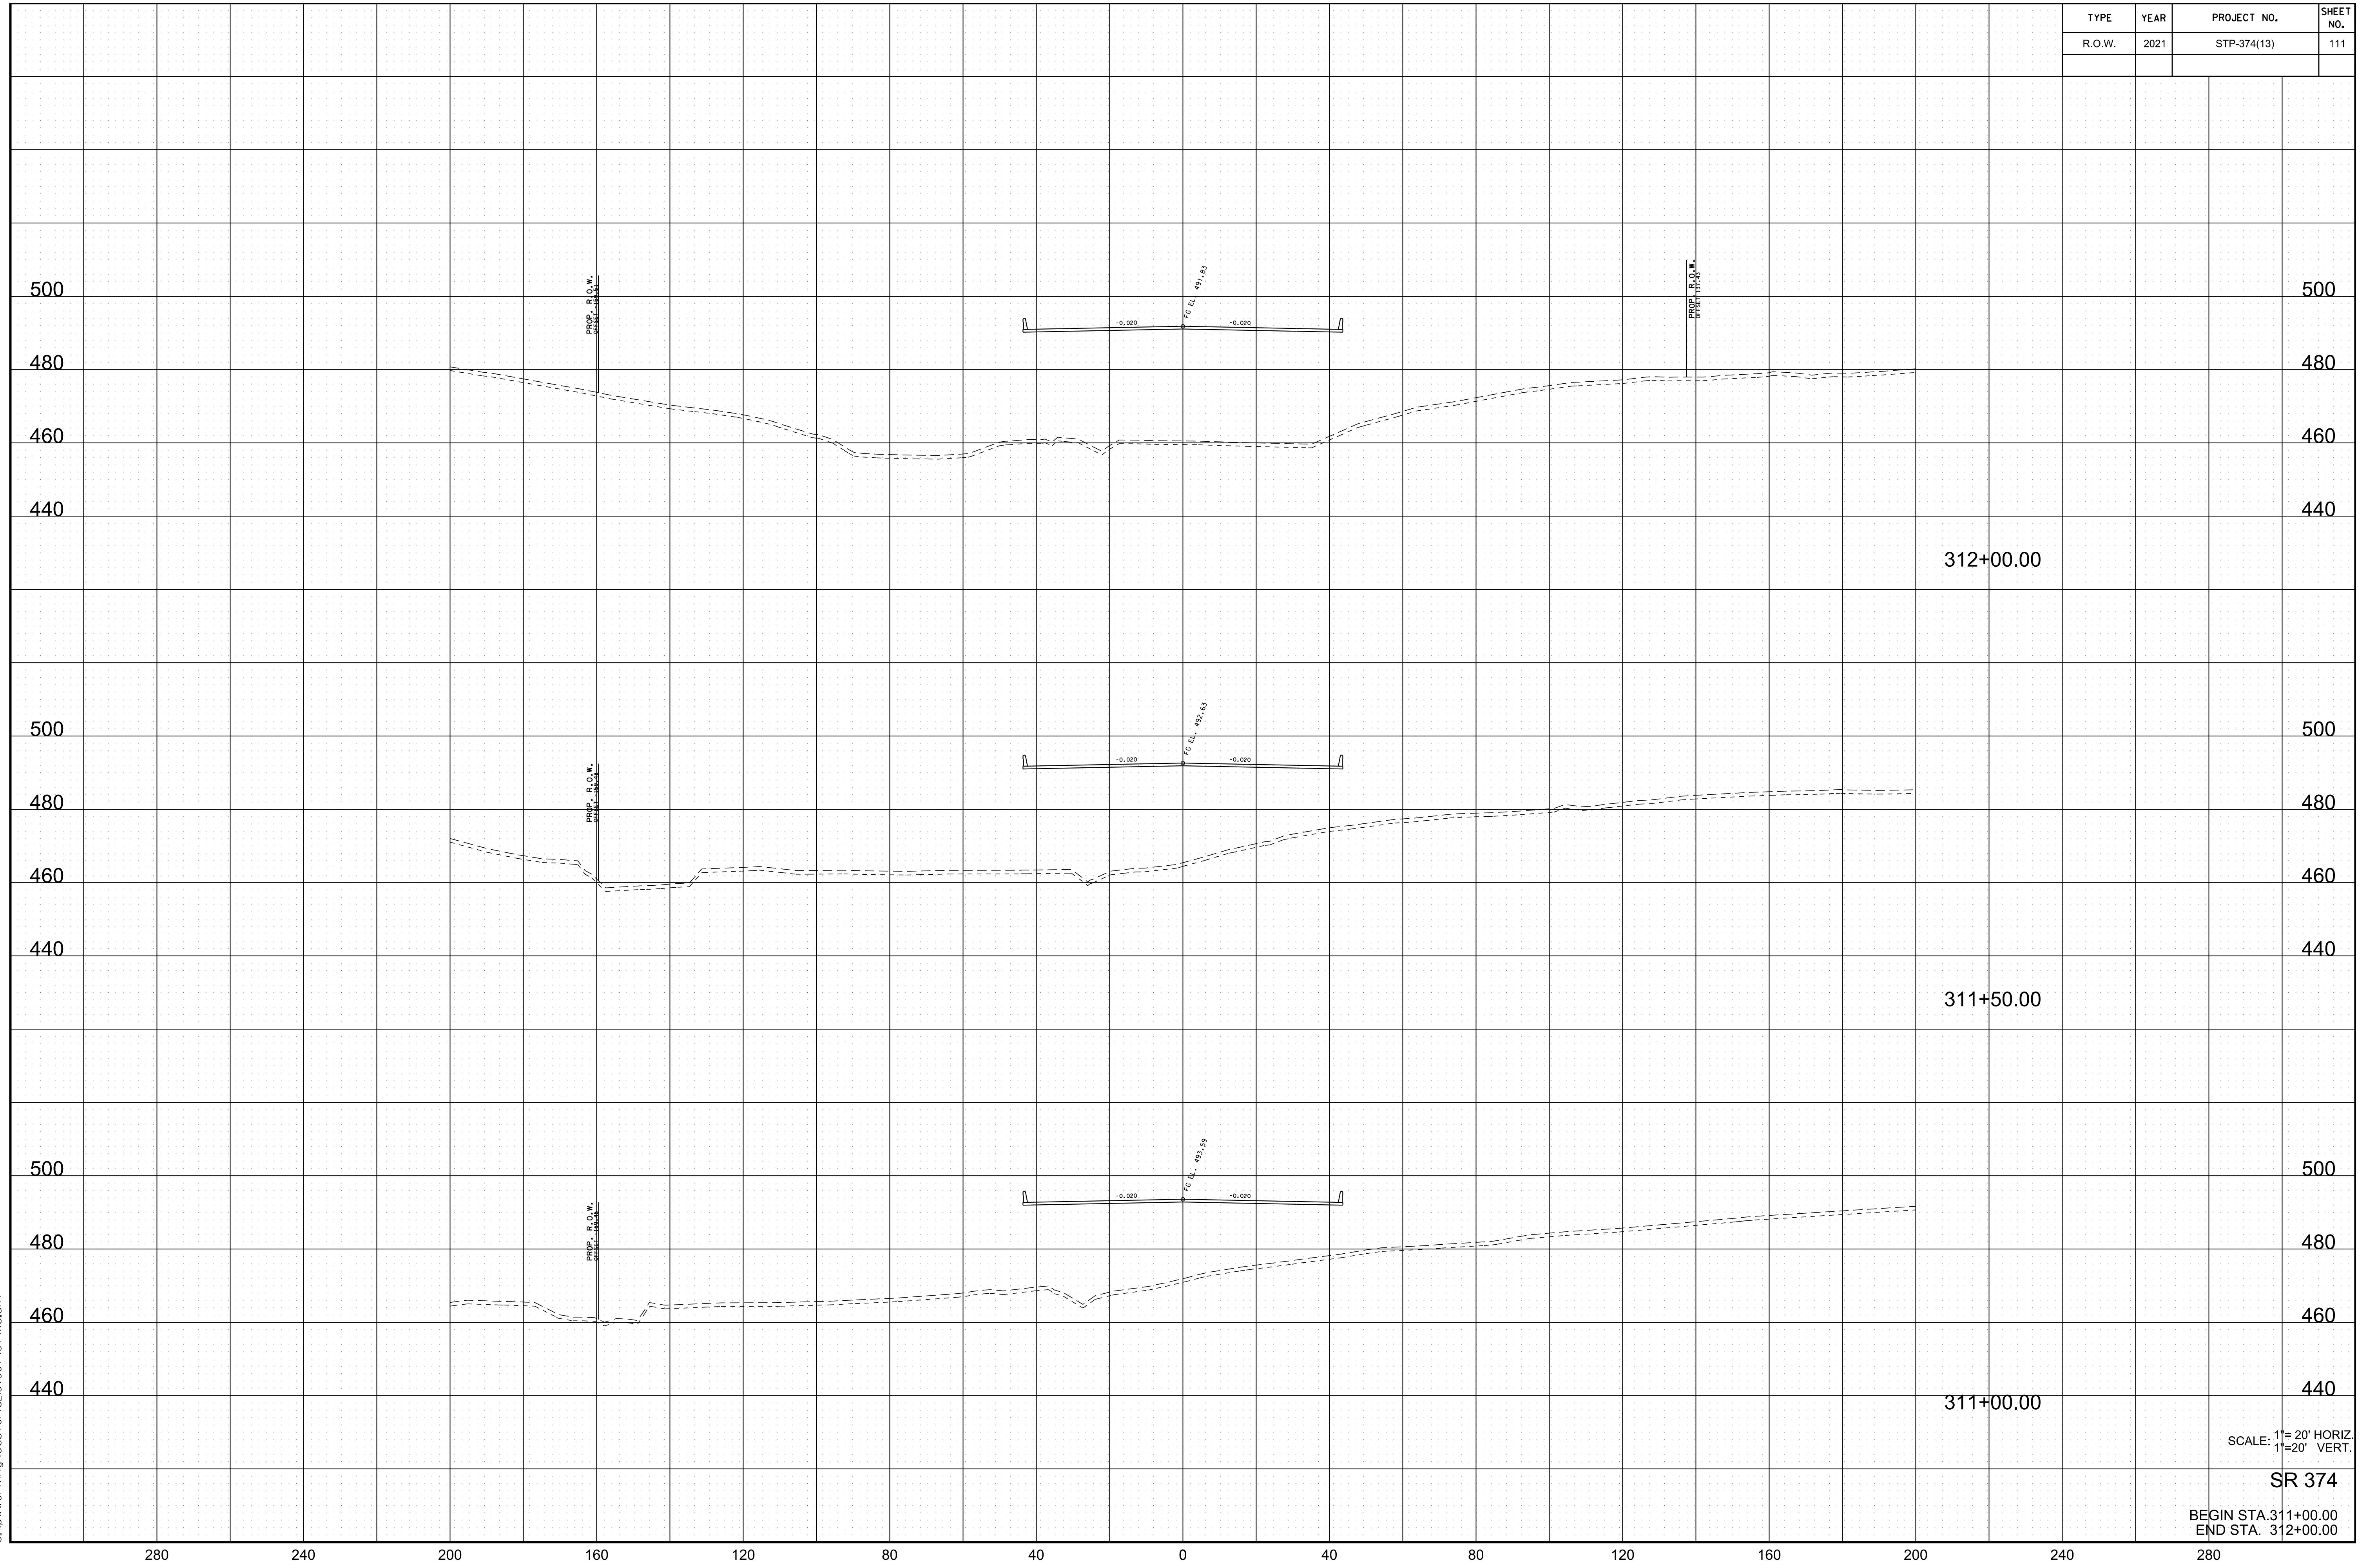 TYPE YEAR PROJECT NO. SHEET NO.
R.O.W. 2021 STP-374(13) 111
PROP. R.O.W.
FG EL. 491.83
PROP. R.O.W.
OFFSET 137.43
500 500
-0.020 -0.020
480 480
460 460
440 440
312+00.00
FG EL. 492.63
500 500
PROP. R.O.W.
-0.020 -0.020
480 480
460 460
440 440
311+50.00
FG EL. 493.59
500 500
PROP. R.O.W.
-0.020 -0.020
480 480
460 460
440 440
311+00.00
SCALE: 1"= 20' HORIZ.
1"=20' VERT.
SR 374
BEGIN STA.311+00.00
END STA. 312+00.00
280 240 200 160 120 80 40 0 40 80 120 160 200 240 280